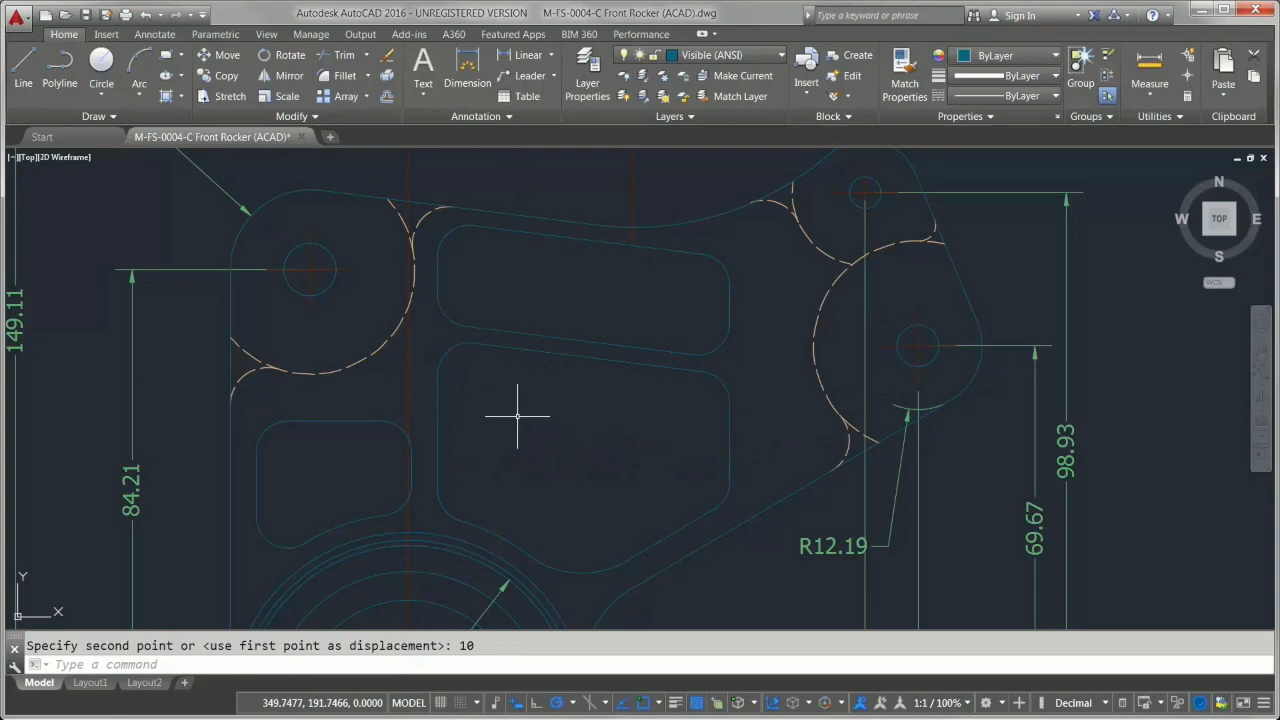 Autodesk AutoCAD 2016 - UNREGISTERED VERSION M-FS-0004-C Front Rocker (ACAD).dwg
Type a keyword or phrase
Sign In
Home Insert Annotate Parametric View Manage Output Add-ins A360 Featured Apps BIM 360 Performance
Line
Polyline
Circle
Arc
Move
Rotate
Trim
Copy
Mirror
Fillet
Stretch
Scale
Array
Text
Dimension
Linear
Leader
Table
Layer
Properties
Visible (ANSI)
Make Current
Match Layer
Insert
Create
Edit
Match
Properties
ByLayer
ByLayer
ByLayer
Group
Measure
Paste
Draw Modify Annotation Layers Block Properties Groups Utilities Clipboard
Start
M-FS-0004-C Front Rocker (ACAD)*
[−][Top][2D Wireframe]
N
W TOP E
S
WCS
149.11
84.21
R12.19
69.67
98.93
Y
X
Specify second point or <use first point as displacement>: 10
Type a command
Model Layout1 Layout2
349.7477, 191.7466, 0.0000 MODEL
1:1 / 100%
Decimal